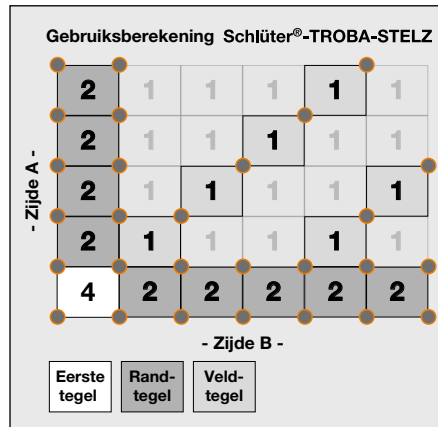 Gebruiksberekening Schlüter®-TROBA-STELZ
- Zijde A -
2 1 1 1 1 1
2 1 1 1 1 1
2 1 1 1 1 1
2 1 1 1 1 1
4 2 2 2 2 2
- Zijde B -
Eerste tegel
Rand-
tegel
Veld-
tegel